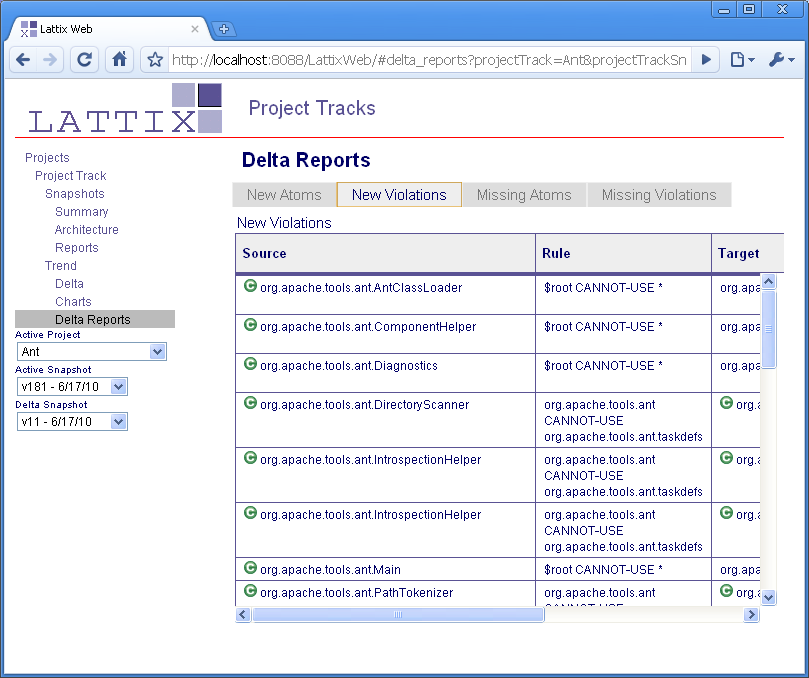 Lattix Web
http://localhost:8088/LattixWeb/#delta_reports?projectTrack=Ant&projectTrackSn
LATTIX
Project Tracks
Projects
Project Track
Snapshots
Summary
Architecture
Reports
Trend
Delta
Charts
Delta Reports
Active Project
Ant
Active Snapshot
v181 - 6/17/10
Delta Snapshot
v11 - 6/17/10
Delta Reports
New Atoms New Violations Missing Atoms Missing Violations
New Violations
Source Rule Target
C org.apache.tools.ant.AntClassLoader $root CANNOT-USE * org.apa
C org.apache.tools.ant.ComponentHelper $root CANNOT-USE * org.apa
C org.apache.tools.ant.Diagnostics $root CANNOT-USE * org.apa
C org.apache.tools.ant.DirectoryScanner org.apache.tools.ant C org.a
CANNOT-USE
org.apache.tools.ant.taskdefs
C org.apache.tools.ant.IntrospectionHelper org.apache.tools.ant C org.a
CANNOT-USE
org.apache.tools.ant.taskdefs
C org.apache.tools.ant.IntrospectionHelper org.apache.tools.ant C org.a
CANNOT-USE
org.apache.tools.ant.taskdefs
C org.apache.tools.ant.Main $root CANNOT-USE * org.apa
C org.apache.tools.ant.PathTokenizer org.apache.tools.ant C org.a